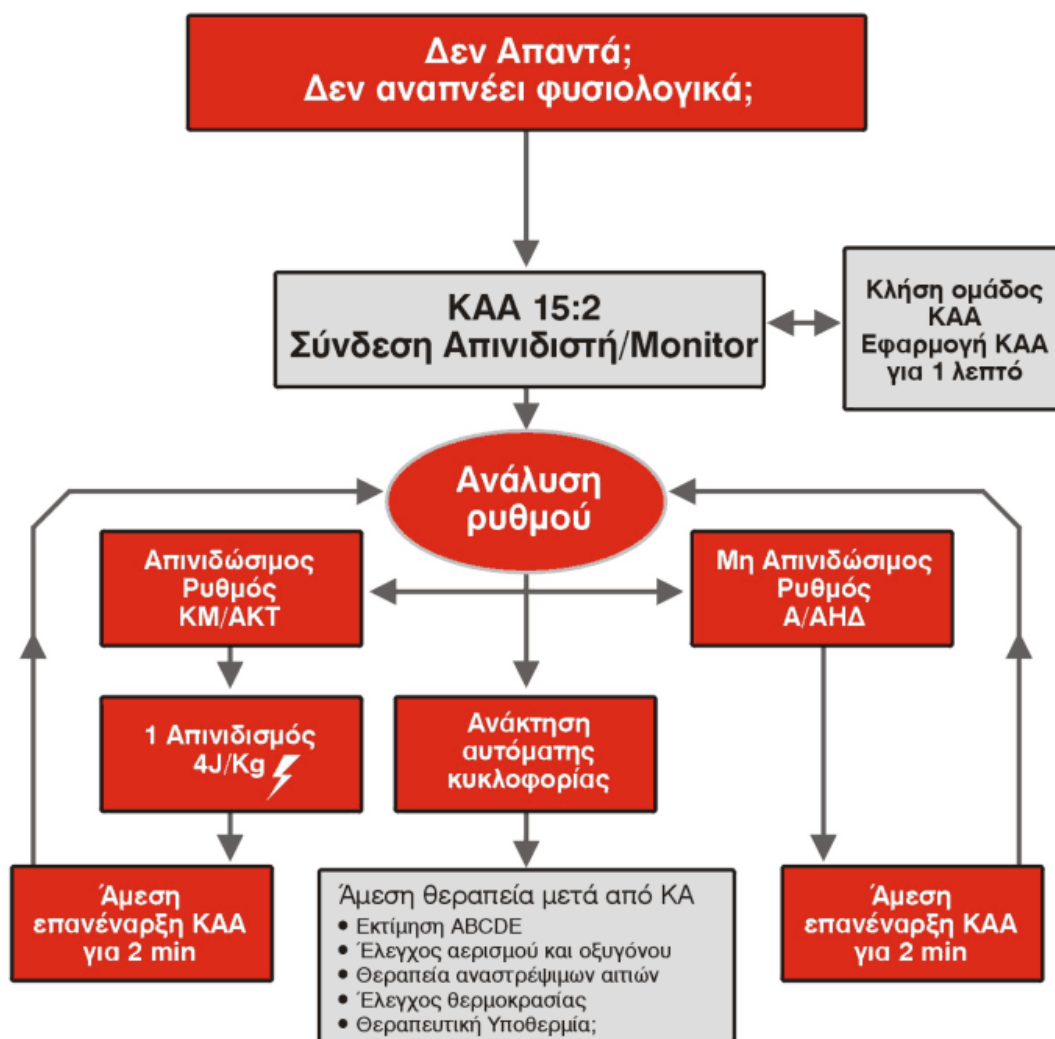 Δεν Απαντά;
Δεν αναπνέει φυσιολογικά;
ΚΑΑ 15:2
Σύνδεση Απινιδιστή/Monitor
Κλήση ομάδος
ΚΑΑ
Εφαρμογή ΚΑΑ
για 1 λεπτό
Ανάλυση
ρυθμού
Απινιδώσιμος
Ρυθμός
ΚΜ/ΑΚΤ
Μη Απινιδώσιμος
Ρυθμός
Α/ΑΗΔ
1 Απινιδισμός
4J/Kg
Ανάκτηση
αυτόματης
κυκλοφορίας
Άμεση
επανέναρξη ΚΑΑ
για 2 min
Άμεση θεραπεία μετά από ΚΑ
• Εκτίμηση ABCDE
• Έλεγχος αερισμού και οξυγόνου
• Θεραπεία αναστρέψιμων αιτιών
• Έλεγχος θερμοκρασίας
• Θεραπευτική Υποθερμία;
Άμεση
επανέναρξη ΚΑΑ
για 2 min